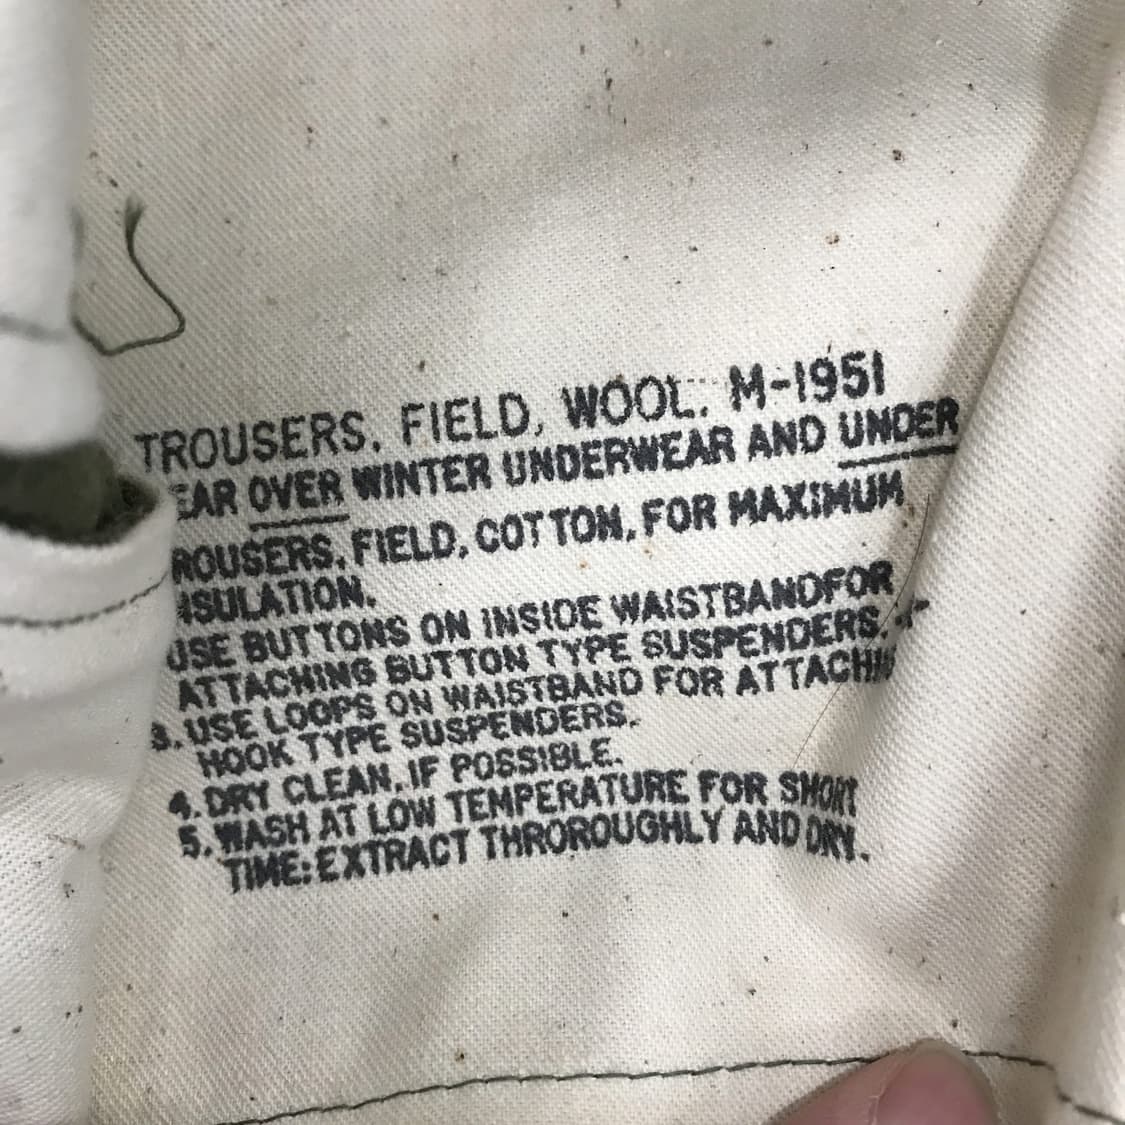 TROUSERS, FIELD, WOOL, M-1951
EAR OVER WINTER UNDERWEAR AND UNDER
ROUSERS, FIELD, COTTON, FOR MAXIMUM
NSULATION.
USE BUTTONS ON INSIDE WAISTBANDFOR
ATTACHING BUTTON TYPE SUSPENDERS.
3. USE LOOPS ON WAISTBAND FOR ATTACHIN
HOOK TYPE SUSPENDERS.
4. DRY CLEAN, IF POSSIBLE.
5. WASH AT LOW TEMPERATURE FOR SHORT
TIME: EXTRACT THROROUGHLY AND DRY.